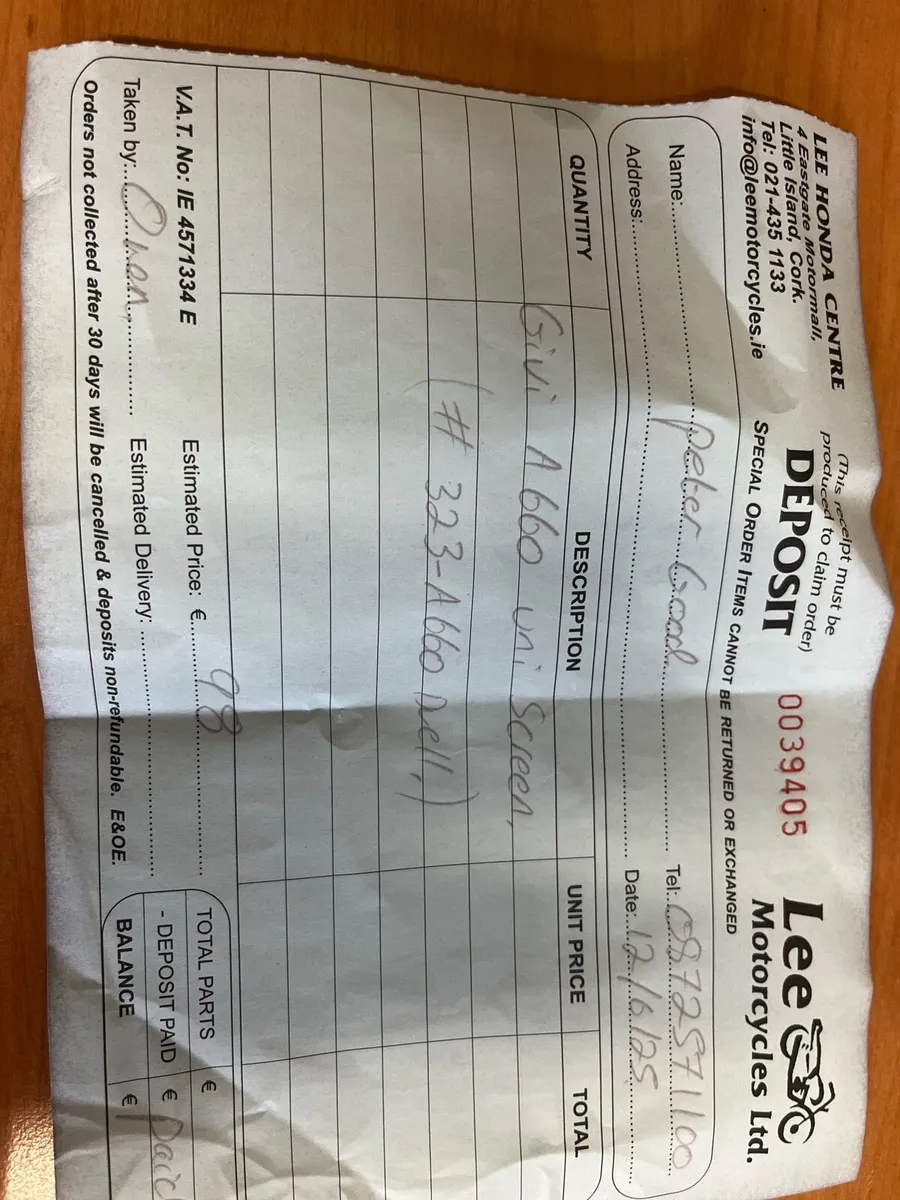 LEE HONDA CENTRE
4 Eastgate Motormall,
Little Island, Cork.
Tel: 021-435 1133
info@leemotorcycles.ie
(This receipt must be
produced to claim order)
DEPOSIT 0039405
Lee
Motorcycles Ltd.
SPECIAL ORDER ITEMS CANNOT BE RETURNED OR EXCHANGED
Name: peter Good Tel: 0872571100
Address: Date: 12/6/25
QUANTITY DESCRIPTION UNIT PRICE TOTAL
Givi A660 uni Screen,
(# 323-A660 nell,)
V.A.T. No: IE 4571334 E Estimated Price: € 98 TOTAL PARTS €
Taken by: Owen Estimated Delivery: - DEPOSIT PAID € paid
Orders not collected after 30 days will be cancelled & deposits non-refundable. E&OE. BALANCE €